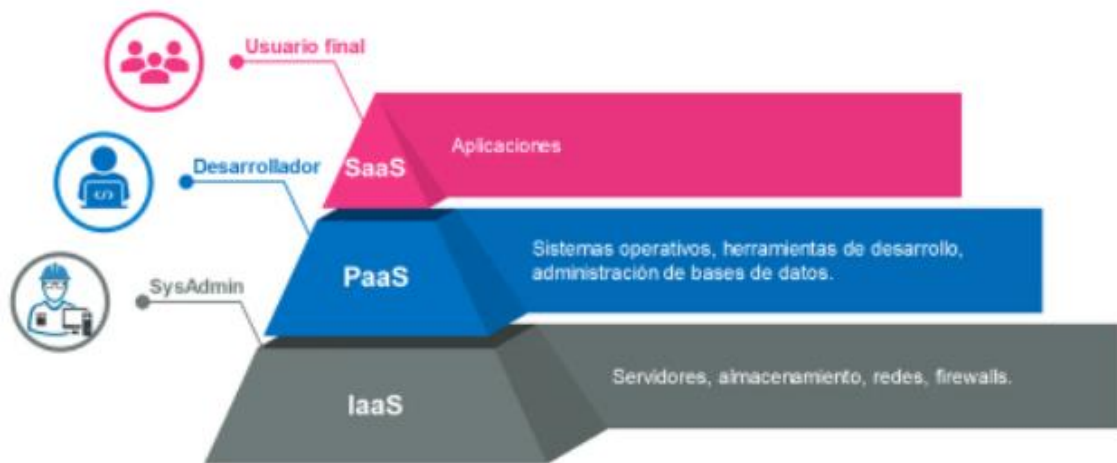 Usuario final
SaaS
Aplicaciones
Desarrollador
PaaS
Sistemas operativos, herramientas de desarrollo,
administración de bases de datos.
SysAdmin
IaaS
Servidores, almacenamiento, redes, firewalls.